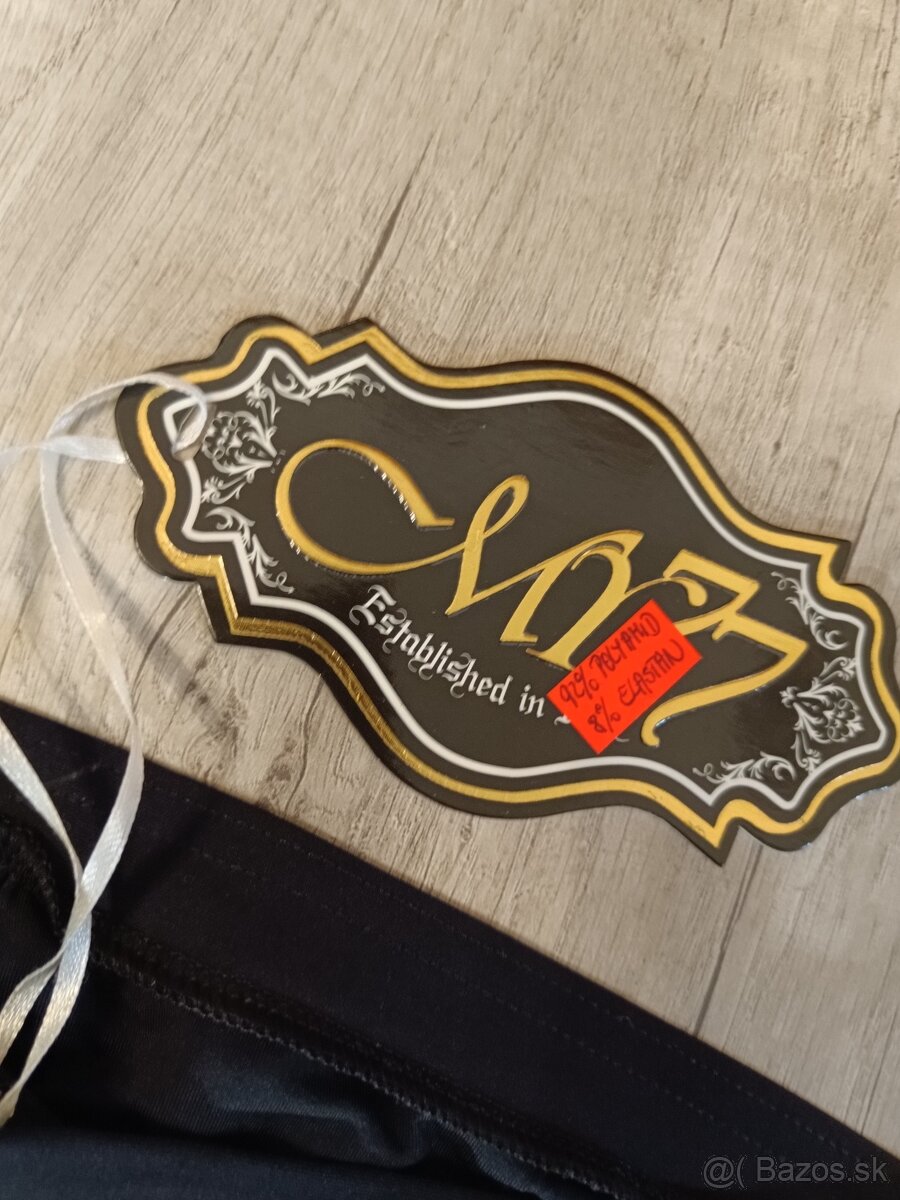 Established in
92% POLYAMID
8% ELASTAN
@( Bazos.sk